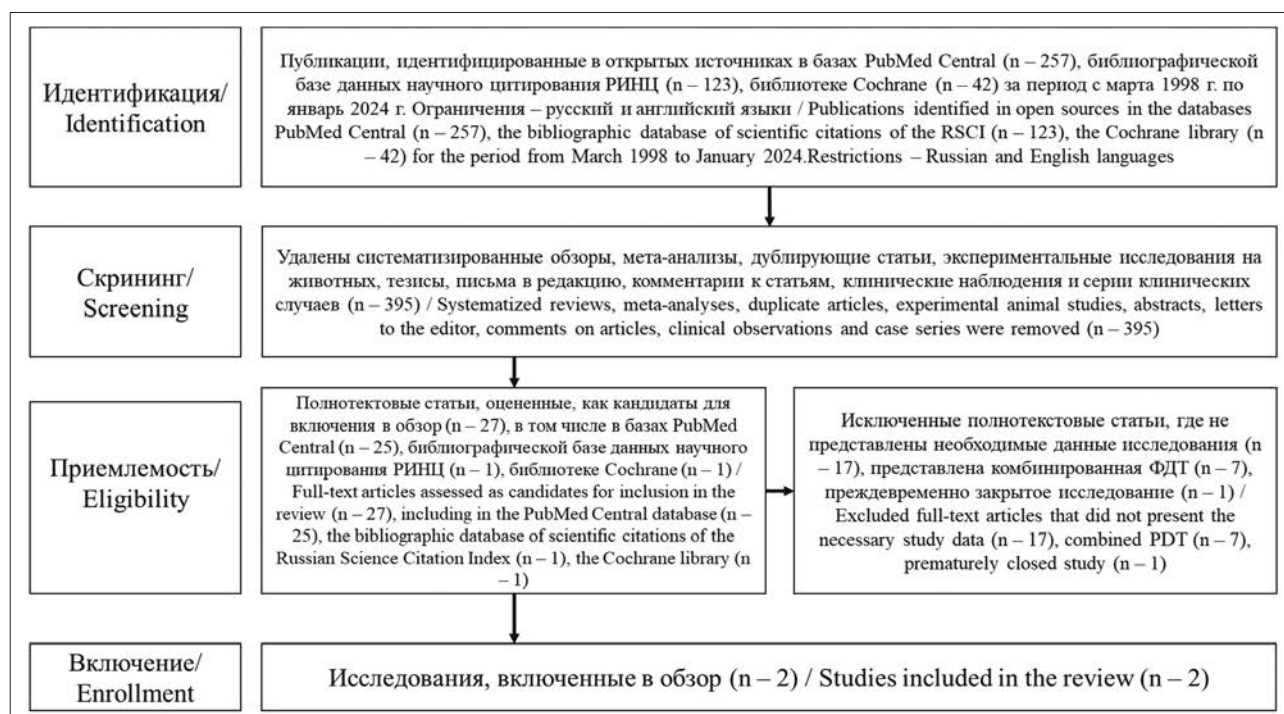 Идентификация/
Identification
Публикации, идентифицированные в открытых источниках в базах PubMed Central (n – 257), библиографической
базе данных научного цитирования РИНЦ (n – 123), библиотеке Cochrane (n – 42) за период с марта 1998 г. по
январь 2024 г. Ограничения – русский и английский языки / Publications identified in open sources in the databases
PubMed Central (n – 257), the bibliographic database of scientific citations of the RSCI (n – 123), the Cochrane library (n
– 42) for the period from March 1998 to January 2024.Restrictions – Russian and English languages
Скрининг/
Screening
Удалены систематизированные обзоры, мета-анализы, дублирующие статьи, экспериментальные исследования на
животных, тезисы, письма в редакцию, комментарии к статьям, клинические наблюдения и серии клинических
случаев (n – 395) / Systematized reviews, meta-analyses, duplicate articles, experimental animal studies, abstracts, letters
to the editor, comments on articles, clinical observations and case series were removed (n – 395)
Приемлемость/
Eligibility
Полнотектовые статьи, оцененные, как кандидаты для
включения в обзор (n – 27), в том числе в базах PubMed
Central (n – 25), библиографической базе данных научного
цитирования РИНЦ (n – 1), библиотеке Cochrane (n – 1) /
Full-text articles assessed as candidates for inclusion in the
review (n – 27), including in the PubMed Central database (n –
25), the bibliographic database of scientific citations of the
Russian Science Citation Index (n – 1), the Cochrane library (n
– 1)
Исключенные полнотекстовые статьи, где не
представлены необходимые данные исследования (n
– 17), представлена комбинированная ФДТ (n – 7),
преждевременно закрытое исследование (n – 1) /
Excluded full-text articles that did not present the
necessary study data (n – 17), combined PDT (n – 7),
prematurely closed study (n – 1)
Включение/
Enrollment
Исследования, включенные в обзор (n – 2) / Studies included in the review (n – 2)